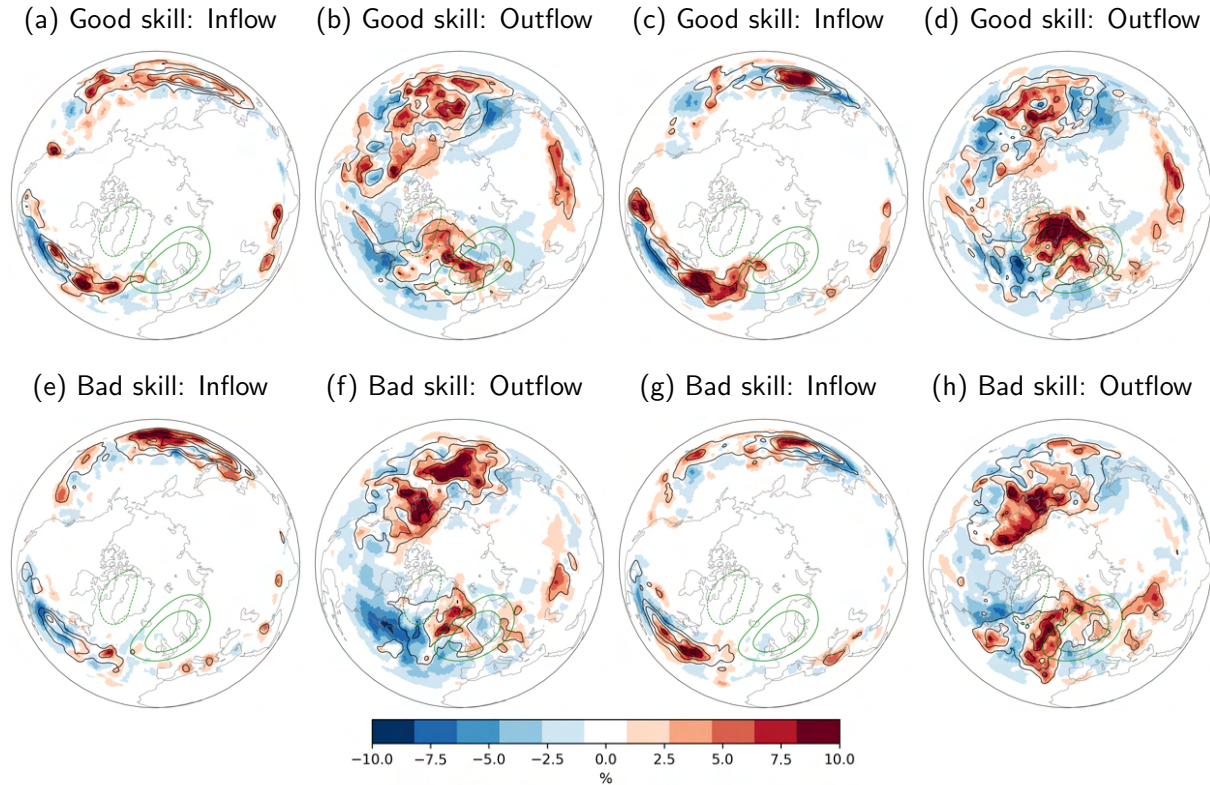 (a) Good skill: Inflow
(b) Good skill: Outflow
(c) Good skill: Inflow
(d) Good skill: Outflow
(e) Bad skill: Inflow
(f) Bad skill: Outflow
(g) Bad skill: Inflow
(h) Bad skill: Outflow
−10.0 −7.5 −5.0 −2.5 0.0 2.5 5.0 7.5 10.0
%